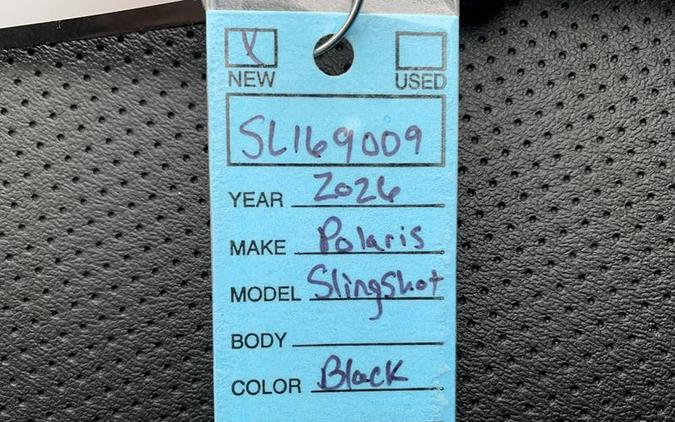 X
NEW USED
SL169009
YEAR 2026
MAKE Polaris
MODEL Slingshot
BODY
COLOR Black